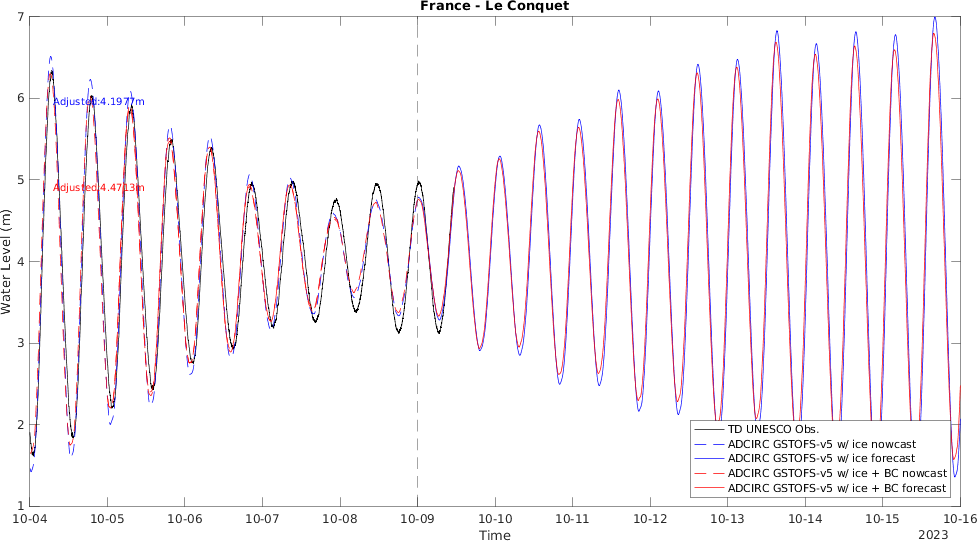 France - Le Conquet
7
6
5
4
3
2
1
Water Level (m)
Adjusted:4.1977m
Adjusted:4.4713m
TD UNESCO Obs.
ADCIRC GSTOFS-v5 w/ ice nowcast
ADCIRC GSTOFS-v5 w/ ice forecast
ADCIRC GSTOFS-v5 w/ ice + BC nowcast
ADCIRC GSTOFS-v5 w/ ice + BC forecast
10-04 10-05 10-06 10-07 10-08 10-09 10-10 10-11 10-12 10-13 10-14 10-15 10-16
Time
2023